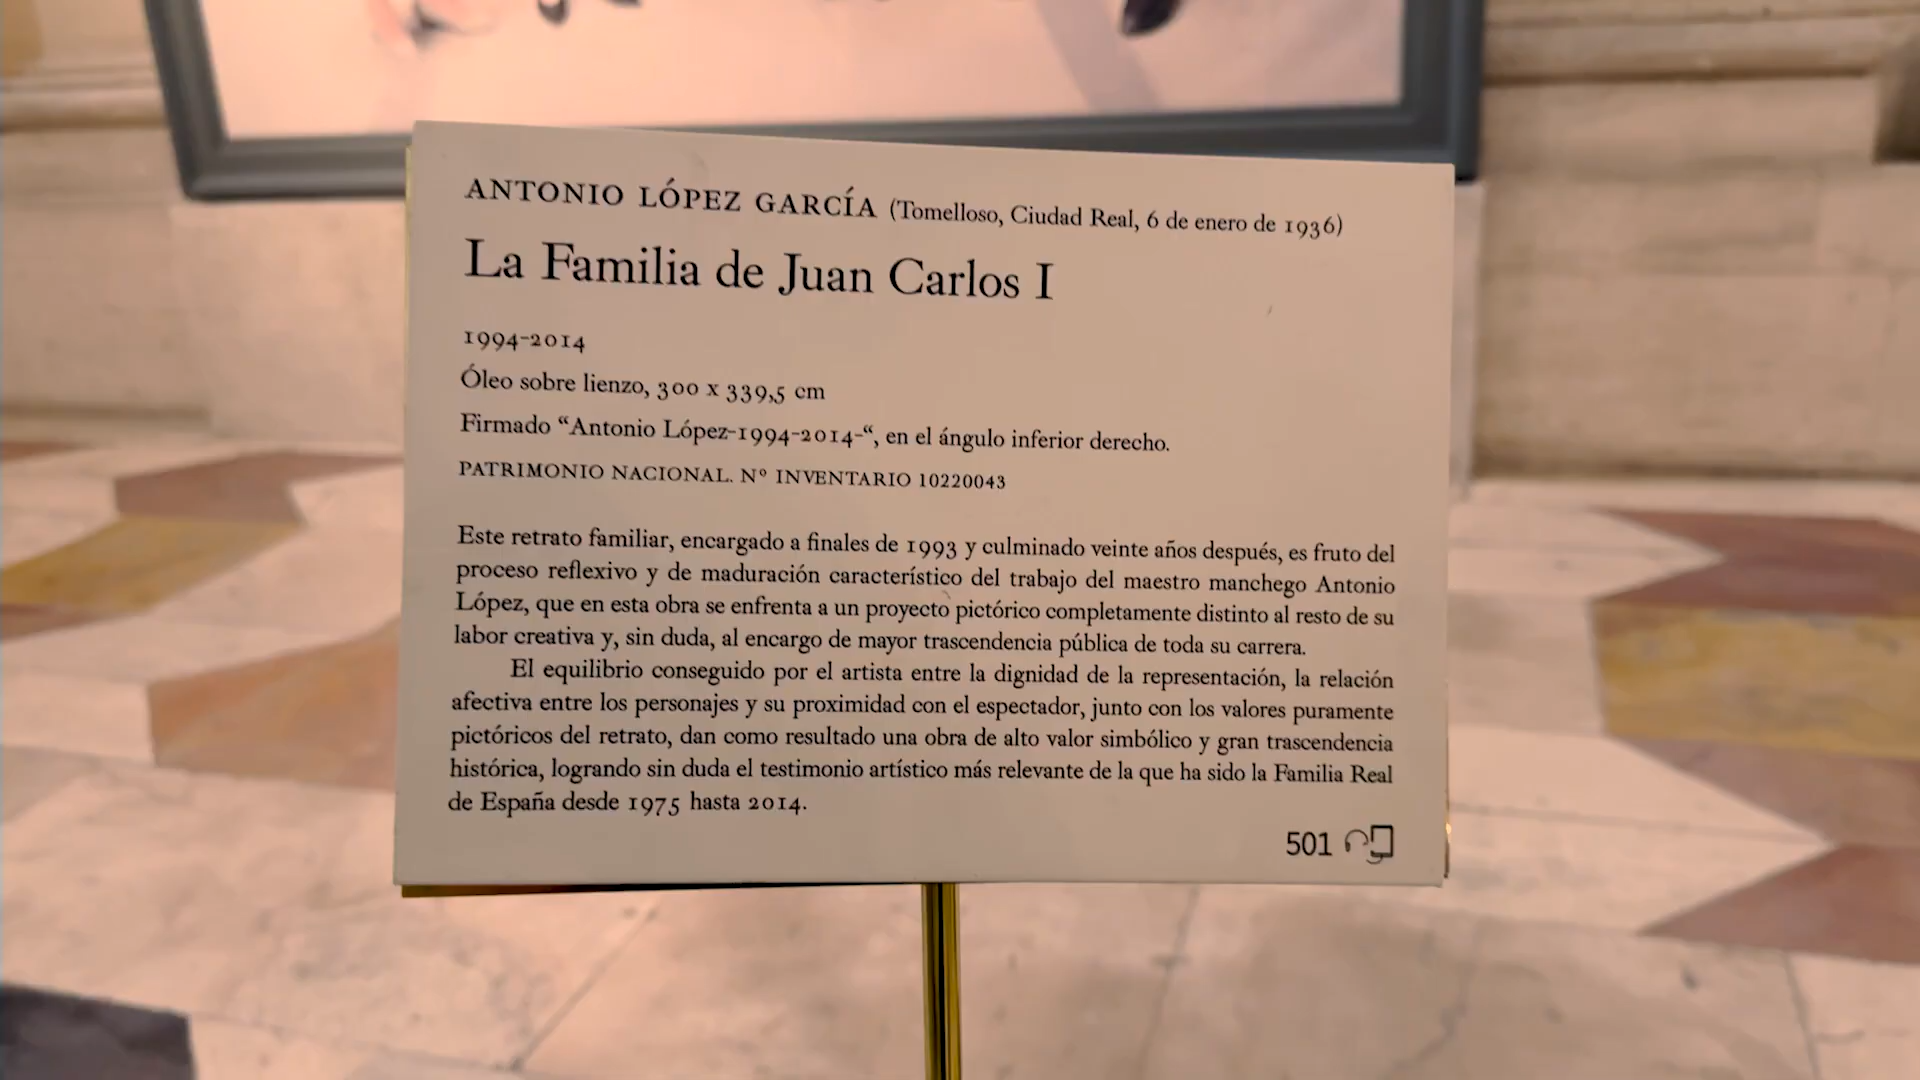 ANTONIO LÓPEZ GARCÍA (Tomelloso, Ciudad Real, 6 de enero de 1936)
La Familia de Juan Carlos I
1994-2014
Óleo sobre lienzo, 300 x 339,5 cm
Firmado “Antonio López-1994-2014-“, en el ángulo inferior derecho.
PATRIMONIO NACIONAL. Nº INVENTARIO 10220043
Este retrato familiar, encargado a finales de 1993 y culminado veinte años después, es fruto del
proceso reflexivo y de maduración característico del trabajo del maestro manchego Antonio
López, que en esta obra se enfrenta a un proyecto pictórico completamente distinto al resto de su
labor creativa y, sin duda, al encargo de mayor trascendencia pública de toda su carrera.
El equilibrio conseguido por el artista entre la dignidad de la representación, la relación
afectiva entre los personajes y su proximidad con el espectador, junto con los valores puramente
pictóricos del retrato, dan como resultado una obra de alto valor simbólico y gran trascendencia
histórica, logrando sin duda el testimonio artístico más relevante de la que ha sido la Familia Real
de España desde 1975 hasta 2014.
501